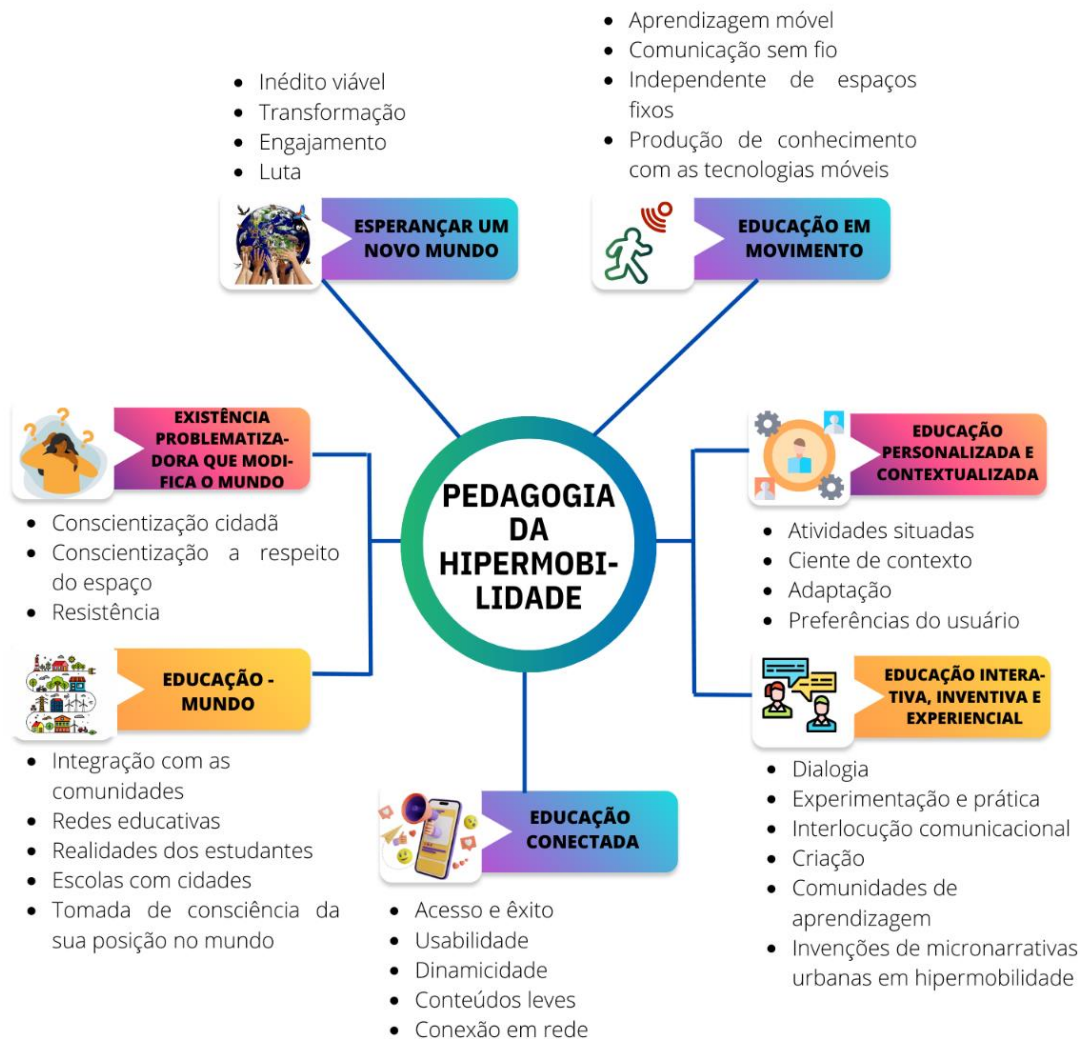 • Inédito viável
• Transformação
• Engajamento
• Luta
ESPERANÇAR UM
NOVO MUNDO
• Aprendizagem móvel
• Comunicação sem fio
• Independente de espaços
fixos
• Produção de conhecimento
com as tecnologias móveis
EDUCAÇÃO EM
MOVIMENTO
EXISTÊNCIA
PROBLEMATIZA-
DORA QUE MODI-
FICA O MUNDO
• Conscientização cidadã
• Conscientização a respeito
do espaço
• Resistência
PEDAGOGIA
DA
HIPERMOBI-
LIDADE
EDUCAÇÃO
PERSONALIZADA E
CONTEXTUALIZADA
• Atividades situadas
• Ciente de contexto
• Adaptação
• Preferências do usuário
EDUCAÇÃO -
MUNDO
• Integração com as
comunidades
• Redes educativas
• Realidades dos estudantes
• Escolas com cidades
• Tomada de consciência da
sua posição no mundo
EDUCAÇÃO
CONECTADA
• Acesso e êxito
• Usabilidade
• Dinamicidade
• Conteúdos leves
• Conexão em rede
EDUCAÇÃO INTERA-
TIVA, INVENTIVA E
EXPERIENCIAL
• Dialogia
• Experimentação e prática
• Interlocução comunicacional
• Criação
• Comunidades de
aprendizagem
• Invenções de micronarrativas
urbanas em hipermobilidade